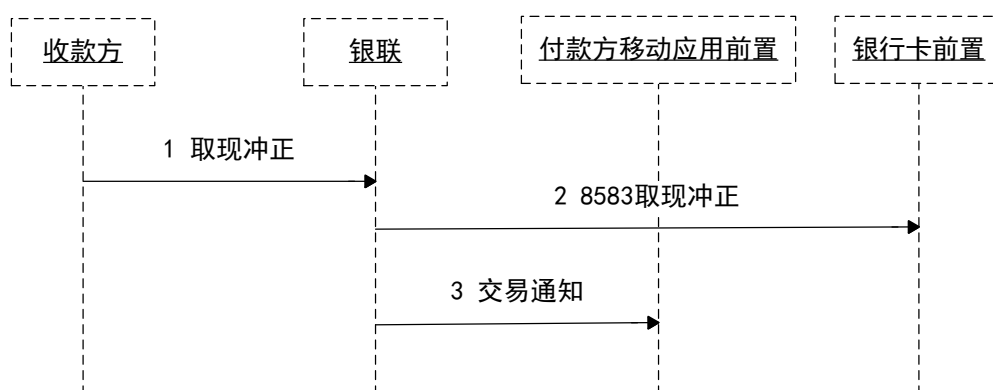 收款方
银联
付款方移动应用前置
银行卡前置
1 取现冲正
2 8583取现冲正
3 交易通知